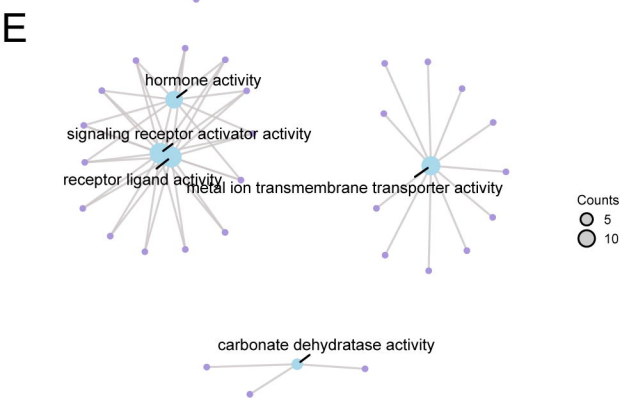 E
hormone activity
signaling receptor activator activity
receptor ligand activity
metal ion transmembrane transporter activity
Counts
5
10
carbonate dehydratase activity